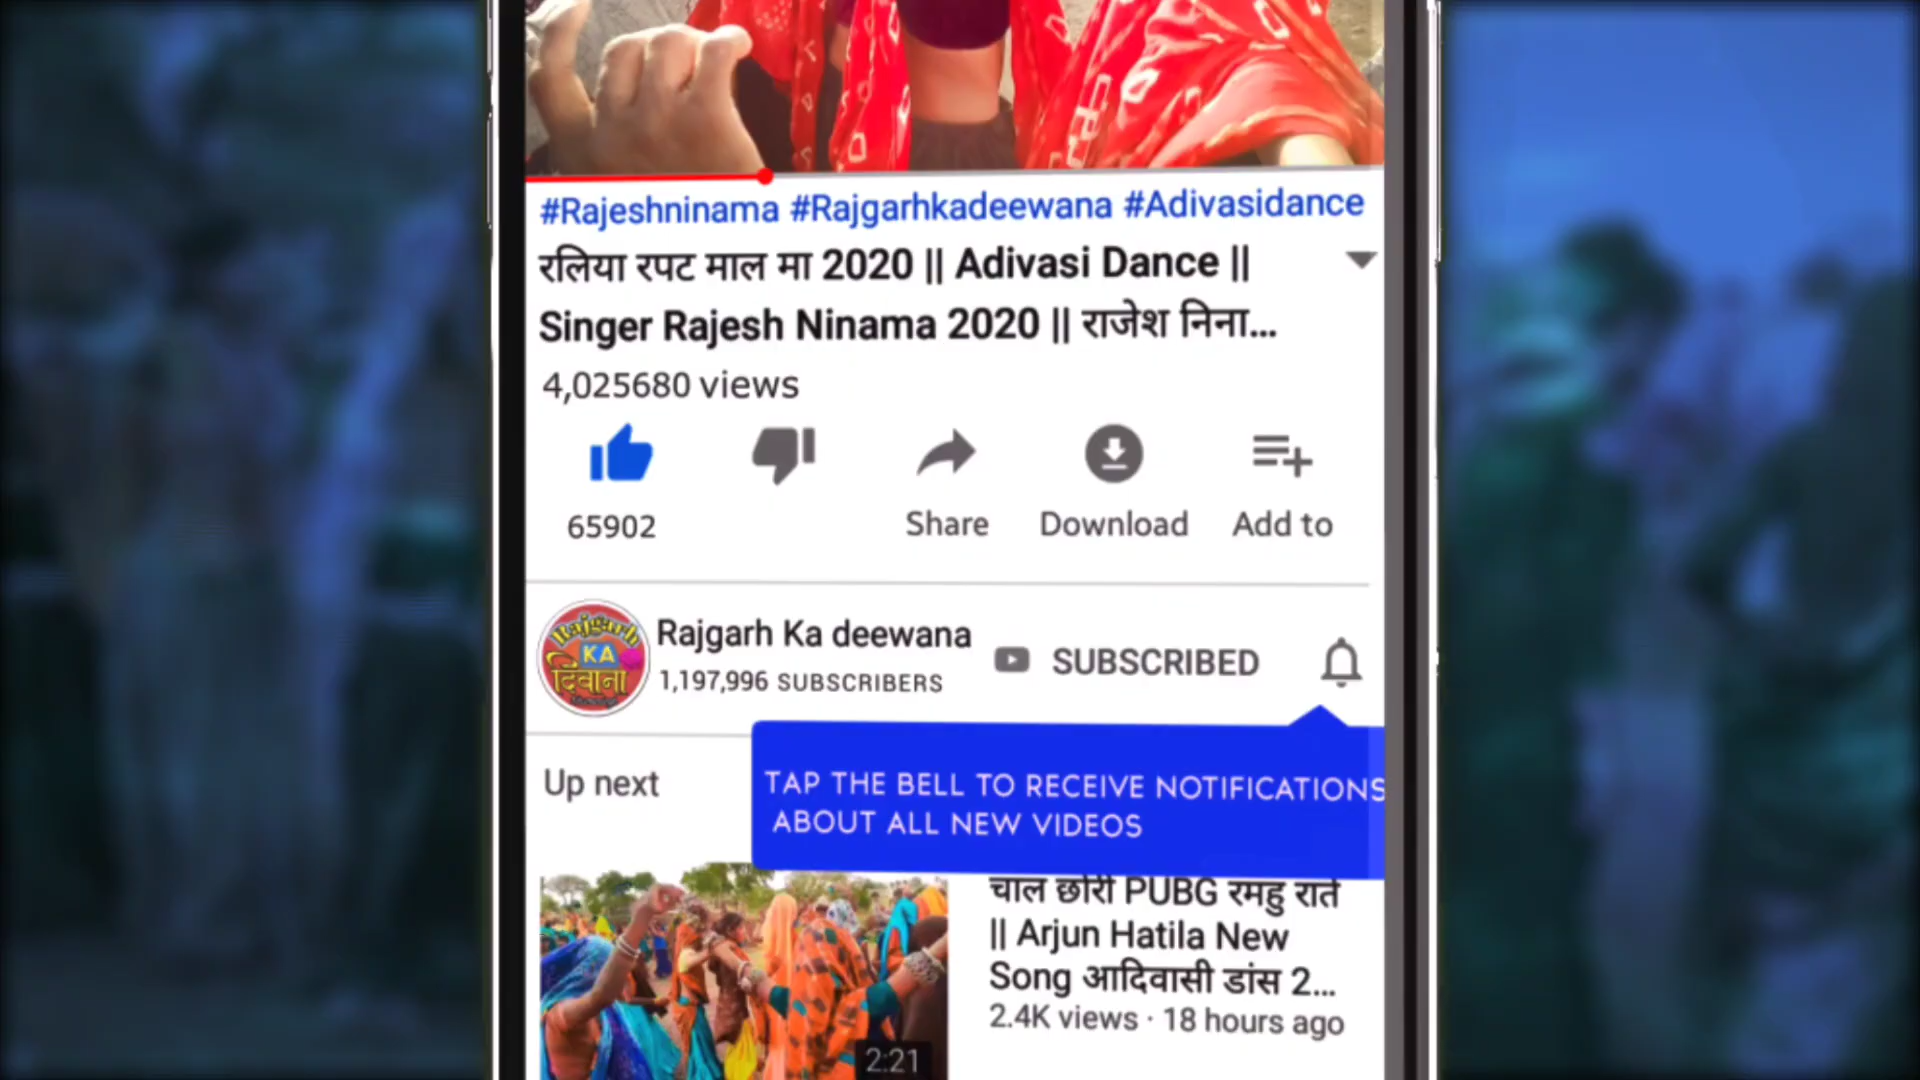 #Rajeshninama #Rajgarhkadeewana #Adivasidance
रलिया रपट माल मा 2020 || Adivasi Dance ||
Singer Rajesh Ninama 2020 || राजेश निना...
4,025680 views
65902
Share
Download
Add to
Rajgarh
KA
दिवाना
Rajgarh Ka deewana
1,197,996 SUBSCRIBERS
SUBSCRIBED
Up next
TAP THE BELL TO RECEIVE NOTIFICATIONS
ABOUT ALL NEW VIDEOS
चाल छोरी PUBG रमहु राते
|| Arjun Hatila New
Song आदिवासी डांस 2...
2.4K views · 18 hours ago
2:21